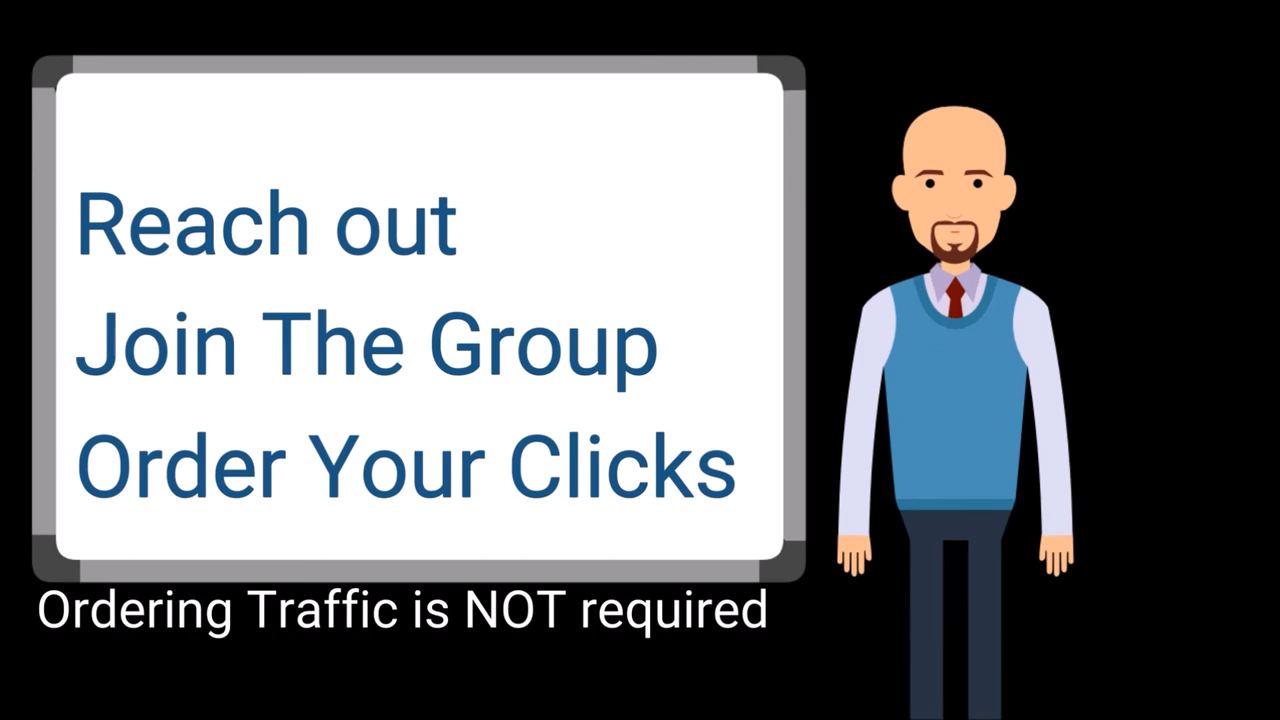 Reach out
Join The Group
Order Your Clicks
Ordering Traffic is NOT required